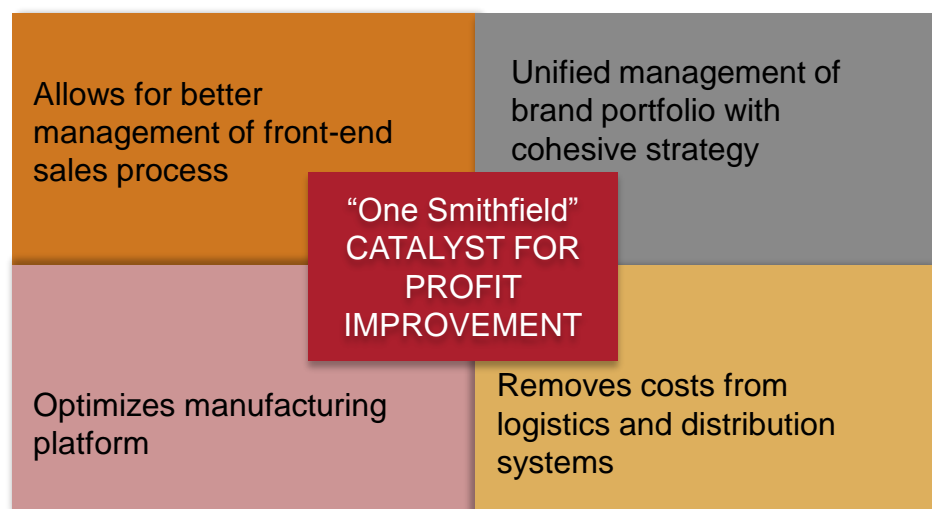 Allows for better
management of front-end
sales process
Unified management of
brand portfolio with
cohesive strategy
“One Smithfield”
CATALYST FOR
PROFIT
IMPROVEMENT
Optimizes manufacturing
platform
Removes costs from
logistics and distribution
systems